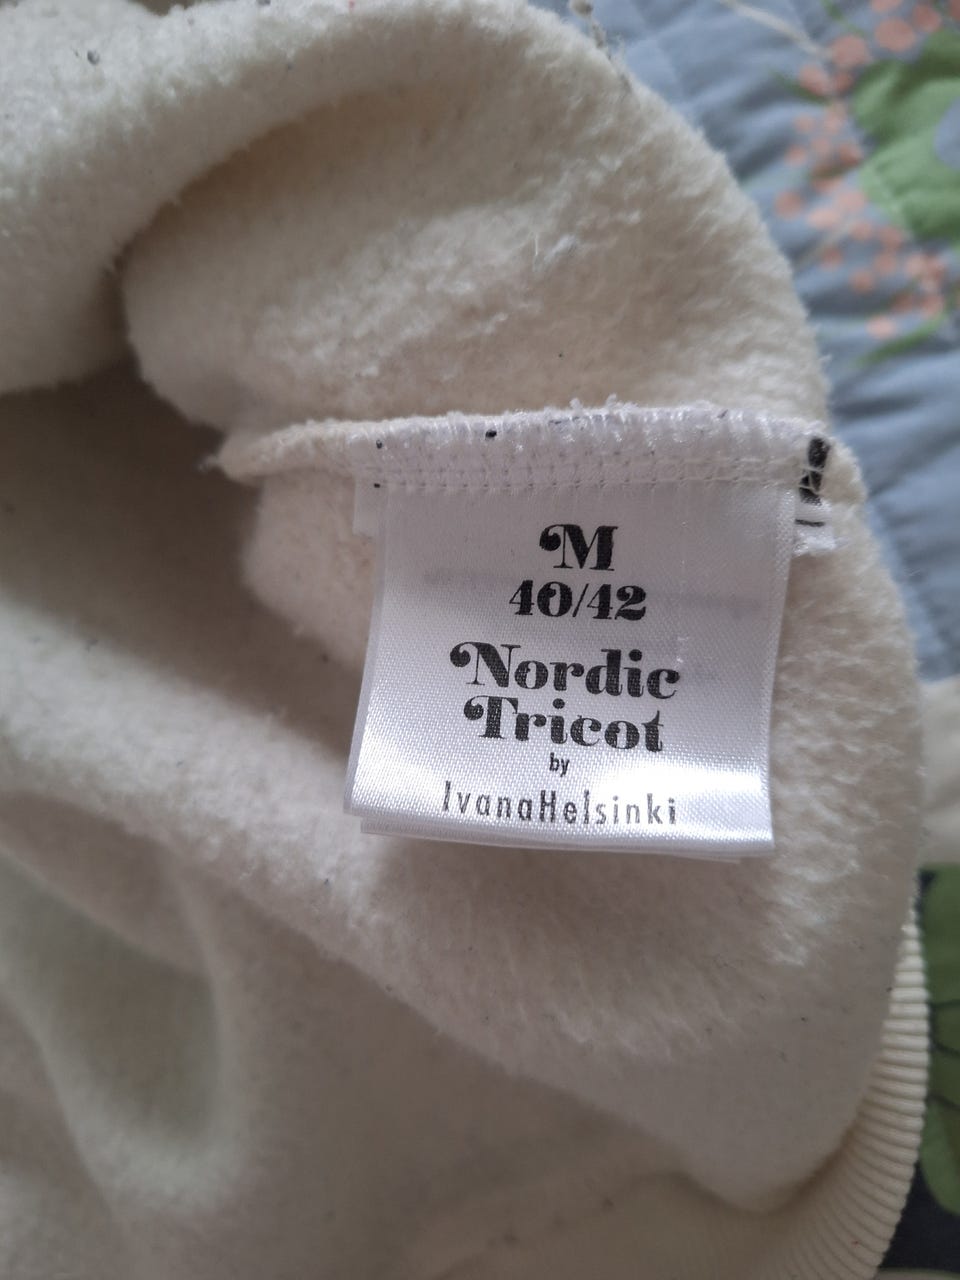 M
40/42
Nordic
Tricot
by
IvanaHelsinki